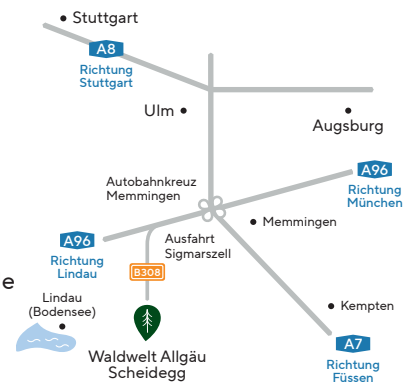 Stuttgart
A8
Richtung
Stuttgart
Ulm
Augsburg
Autobahnkreuz
Memmingen
A96
Richtung
München
Memmingen
A96
Richtung
Lindau
Ausfahrt
Sigmarszell
B308
e
Lindau
(Bodensee)
Kempten
Waldwelt Allgäu
Scheidegg
A7
Richtung
Füssen